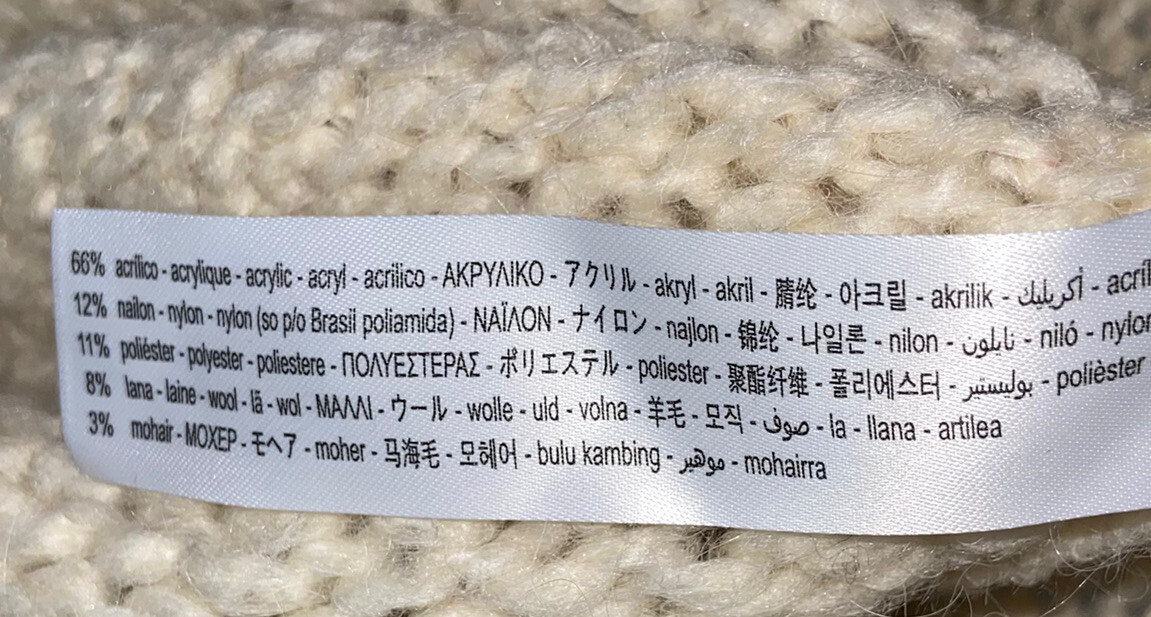 66% acrílico - acrylique - acrylic - acryl - acrilico - ΑΚΡΥΛΙΚΟ - アクリル - akryl - akril - 腈纶 - 아크릴 - akrilik - أكريليك -
12% nailon - nylon - nylon (so p/o Brasil poliamida) - ΝΑΪΛΟΝ - ナイロン - najlon - 锦纶 - 나일론 - nilon - نايلون - niló -
11% poliéster - polyester - poliestere - ΠΟΛΥΕΣΤΕΡΑΣ - ポリエステル - poliester - 聚酯纤维 - 폴리에스터 - بوليستير - polièster
8% lana - laine - wool - lã - wol - ΜΑΛΛΙ - ウール - wolle - uld - volna - 羊毛 - 모직 - صوف - la - llana - artilea
3% mohair - ΜΟΧΕΡ - モヘア - moher - 马海毛 - 모헤어 - bulu kambing - موهير - mohairra